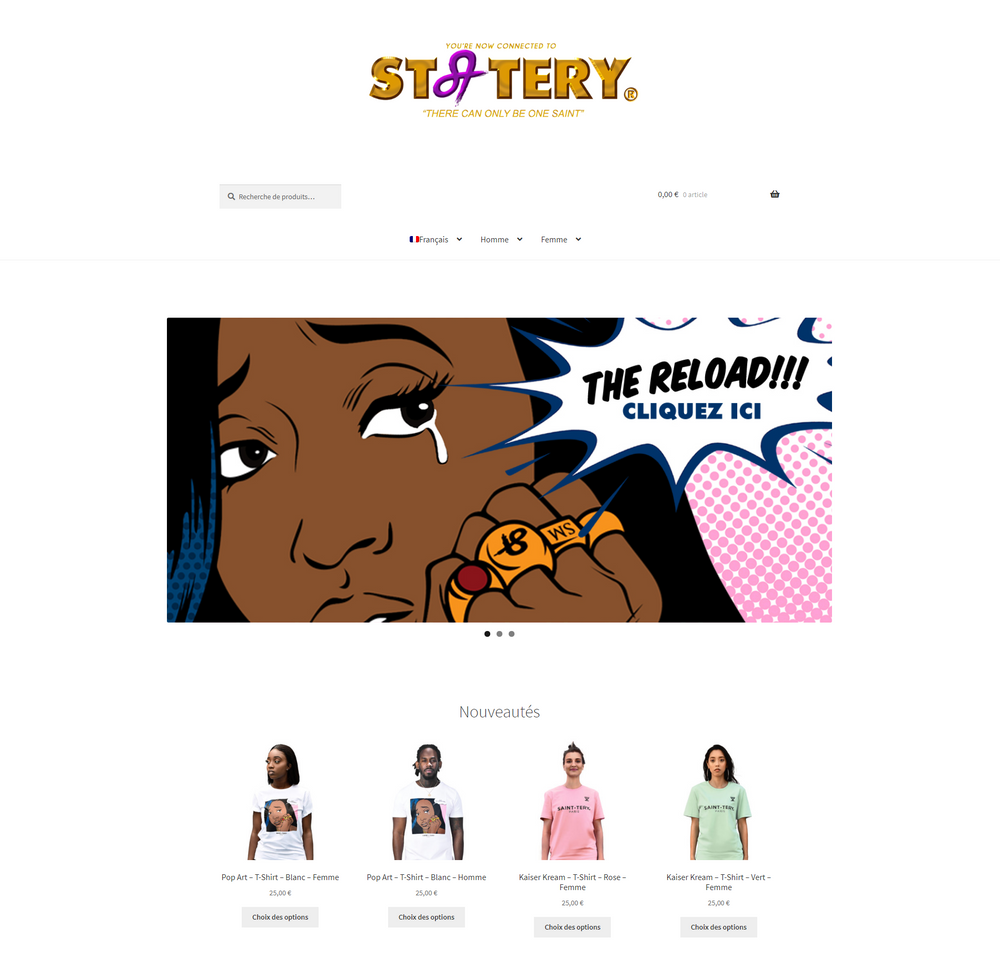 YOU'RE NOW CONNECTED TO
ST TERY®
"THERE CAN ONLY BE ONE SAINT"
Recherche de produits…
0,00 € 0 article
Français Homme Femme
THE RELOAD!!!
CLIQUEZ ICI
SM
Nouveautés
SAINT-TERY
SAINT-TERY
Pop Art – T-Shirt – Blanc – Femme
25,00 €
Choix des options
Pop Art – T-Shirt – Blanc – Homme
25,00 €
Choix des options
Kaiser Kream – T-Shirt – Rose –
Femme
25,00 €
Choix des options
Kaiser Kream – T-Shirt – Vert –
Femme
25,00 €
Choix des options